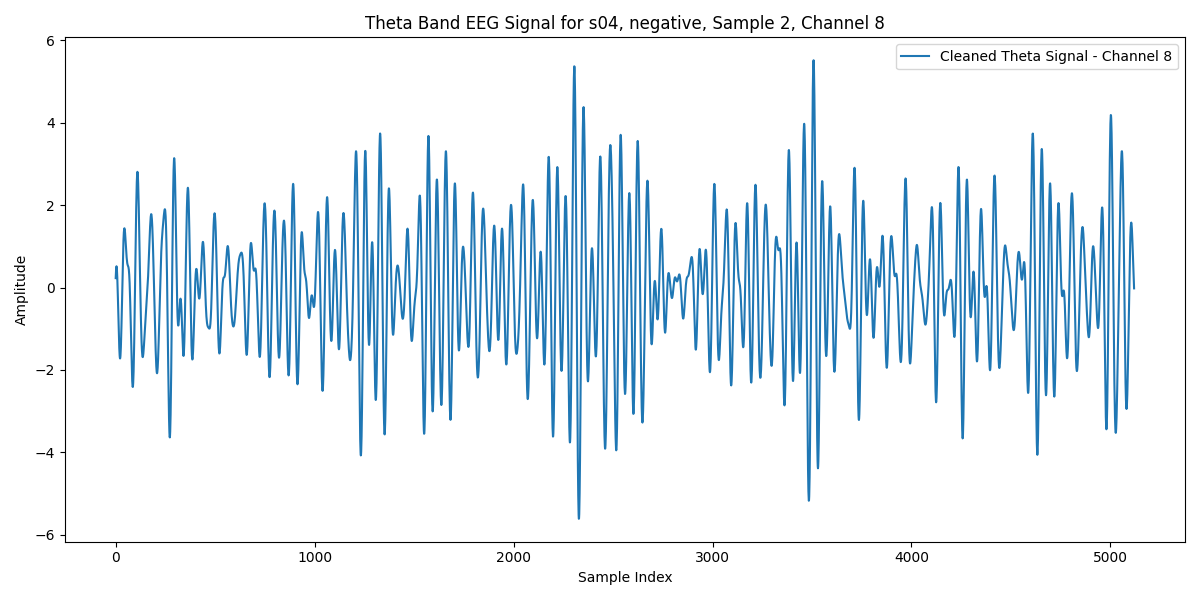 Theta Band EEG Signal for s04, negative, Sample 2, Channel 8
Cleaned Theta Signal - Channel 8
6
4
2
0
−2
−4
−6
Amplitude
0 1000 2000 3000 4000 5000
Sample Index